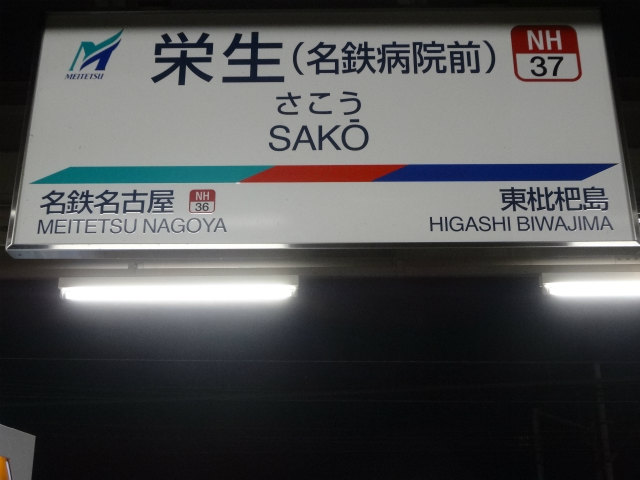 MEITETSU
栄生(名鉄病院前)
NH
37
さこう
SAKŌ
名鉄名古屋
NH
36
MEITETSU NAGOYA
東枇杷島
HIGASHI BIWAJIMA